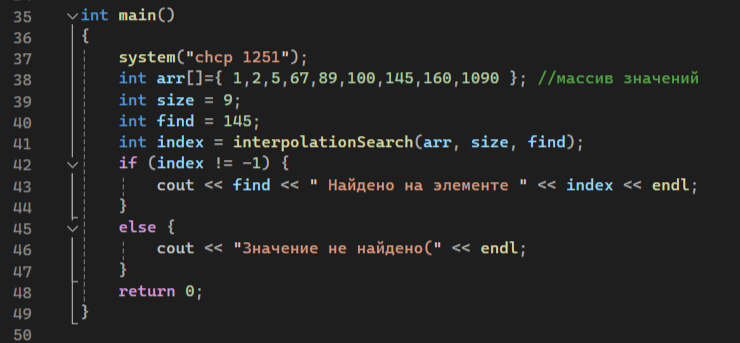 35 int main()
36 {
37 system("chcp 1251");
38 int arr[]={ 1,2,5,67,89,100,145,160,1090 }; //массив значений
39 int size = 9;
40 int find = 145;
41 int index = interpolationSearch(arr, size, find);
42 if (index != -1) {
43 cout << find << " Найдено на элементе " << index << endl;
44 }
45 else {
46 cout << "Значение не найдено(" << endl;
47 }
48 return 0;
49 }
50